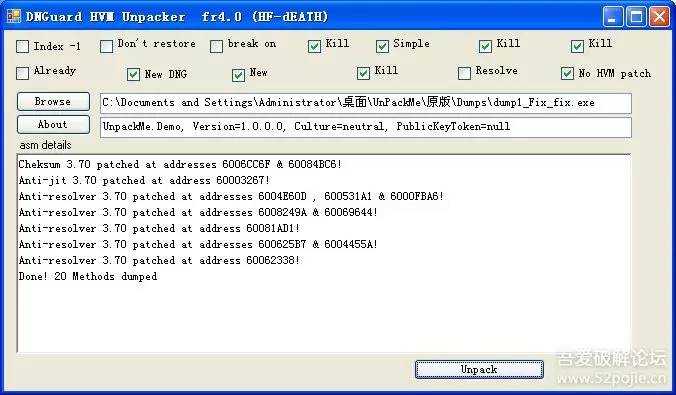 DNGuard HVM Unpacker fr4.0 (HF-dEATH)
Index -1 Don't restore break on Kill Simple Kill Kill
Already New DNG New Kill Resolve No HVM patch
Browse C:\Documents and Settings\Administrator\桌面\UnPackMe\原版\Dumps\dump1_Fix_fix.exe
About UnpackMe.Demo, Version=1.0.0.0, Culture=neutral, PublicKeyToken=null
asm details
Cheksum 3.70 patched at addresses 6006CC6F & 60084BC6!
Anti-jit 3.70 patched at address 60003267!
Anti-resolver 3.70 patched at addresses 6004E60D , 600531A1 & 6000FBA6!
Anti-resolver 3.70 patched at addresses 6008249A & 60069644!
Anti-resolver 3.70 patched at address 60081AD1!
Anti-resolver 3.70 patched at addresses 600625B7 & 6004455A!
Anti-resolver 3.70 patched at address 60062338!
Done! 20 Methods dumped
Unpack
吾爱破解论坛
www.52pojie.cn